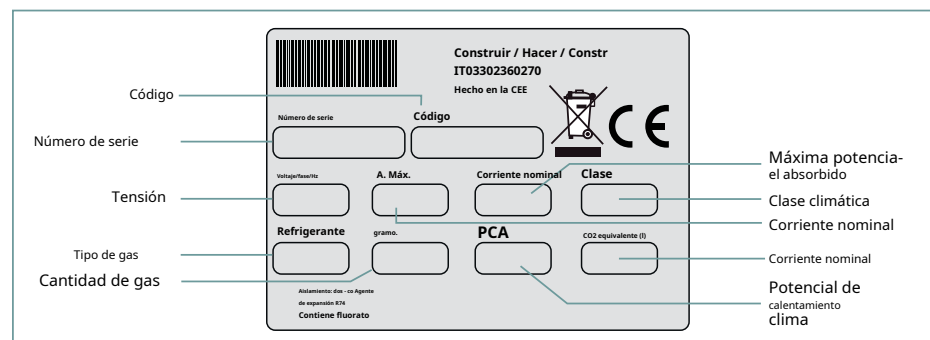 Construir / Hacer / Constr
IT03302360270
Hecho en la CEE
Código
Número de serie
Código
Número de serie
Máxima potencia-
el absorbido
Tensión
Voltaje/fase/Hz
A. Máx.
Corriente nominal
Clase
Clase climática
Corriente nominal
Refrigerante
gramo.
PCA
CO2 equivalente (l)
Tipo de gas
Cantidad de gas
Corriente nominal
Potencial de
calentamiento
clima
Aislamiento: dos - co Agente
de expansión R74
Contiene fluorato
CE